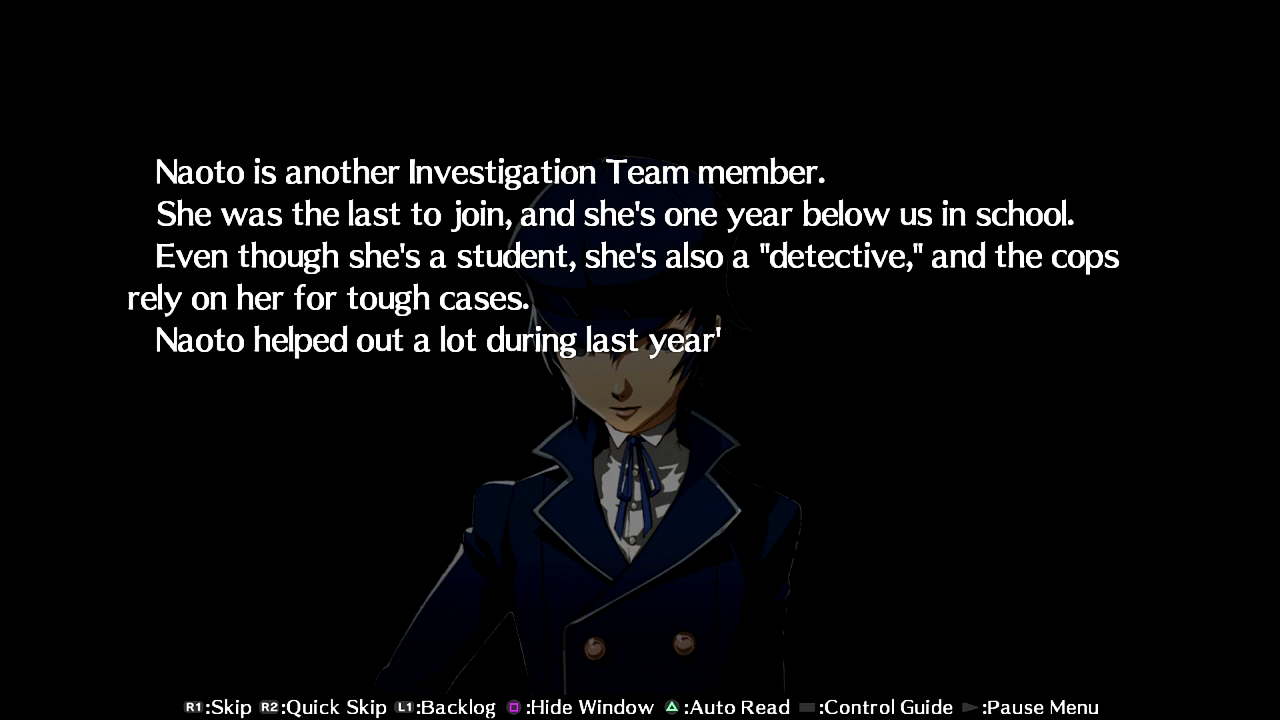 Naoto is another Investigation Team member.
She was the last to join, and she's one year below us in school.
Even though she's a student, she's also a "detective," and the cops
rely on her for tough cases.
Naoto helped out a lot during last year'
R1:Skip R2:Quick Skip L1:Backlog :Hide Window :Auto Read :Control Guide :Pause Menu